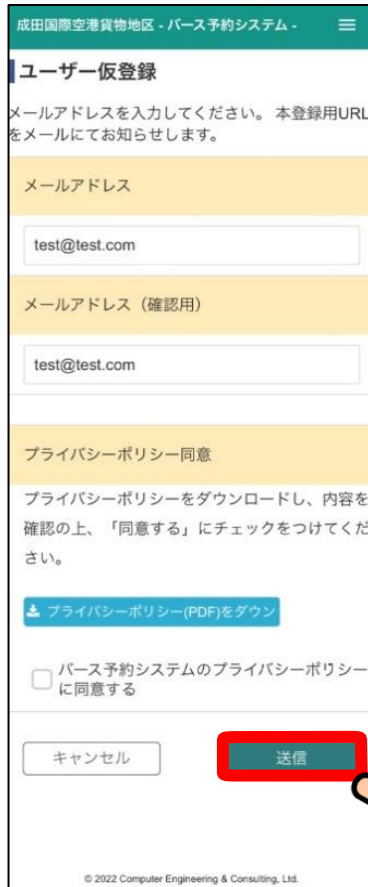 成田国際空港貨物地区 - バース予約システム -
ユーザー仮登録
メールアドレスを入力してください。 本登録用URL
をメールにてお知らせします。
メールアドレス
test@test.com
メールアドレス（確認用）
test@test.com
プライバシーポリシー同意
プライバシーポリシーをダウンロードし、内容を
確認の上、「同意する」にチェックをつけてくだ
さい。
プライバシーポリシー(PDF)をダウン
バース予約システムのプライバシーポリシー
に同意する
キャンセル
送信
© 2022 Computer Engineering & Consulting, Ltd.